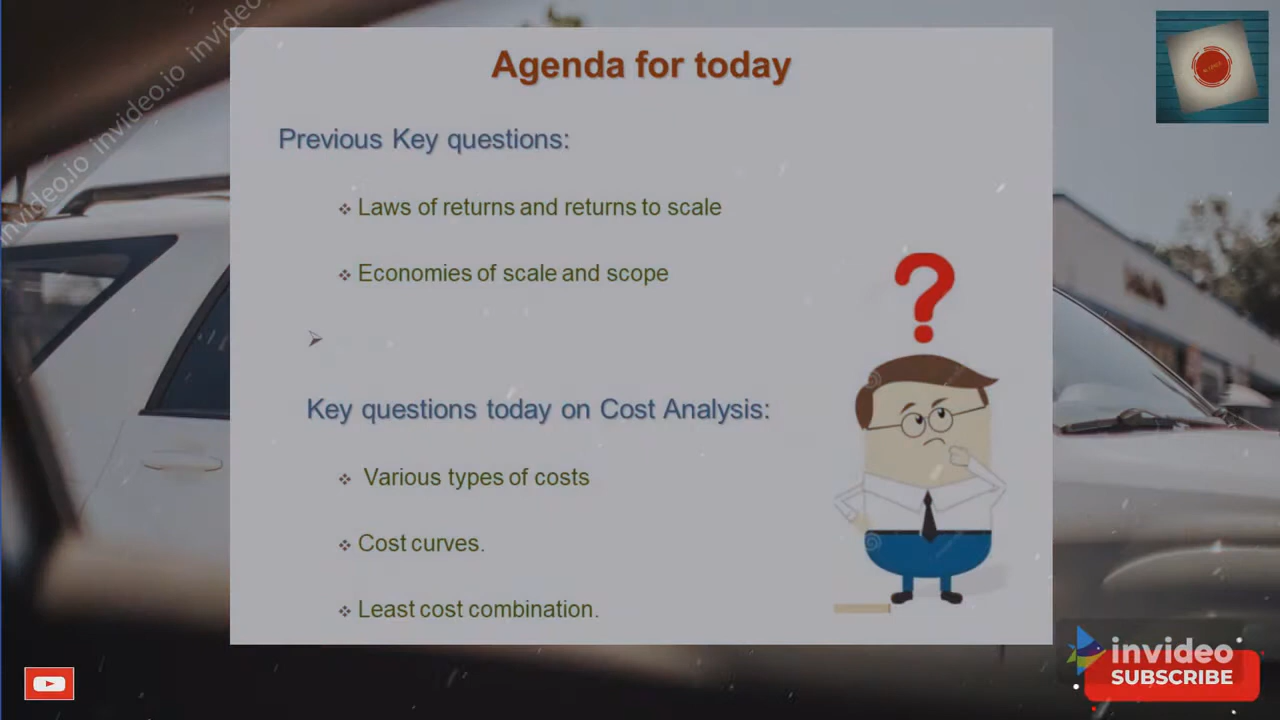 invideo.io invideo.io invideo.io
Agenda for today
Previous Key questions:
Laws of returns and returns to scale
Economies of scale and scope
?
Key questions today on Cost Analysis:
Various types of costs
Cost curves.
Least cost combination.
invideo
SUBSCRIBE